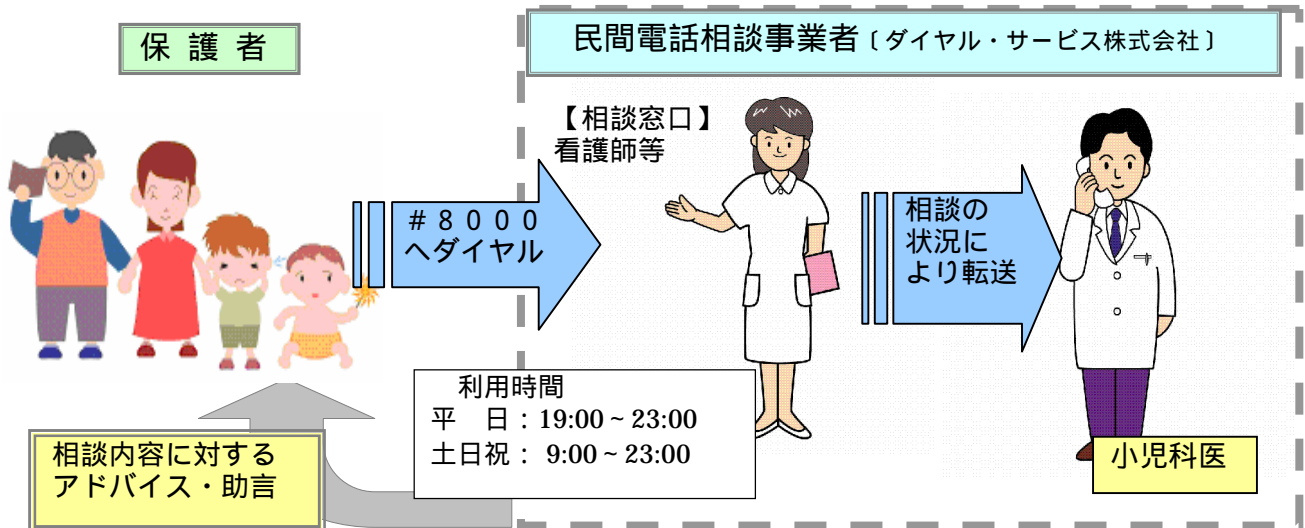 保 護 者
民間電話相談事業者〔ダイヤル・サービス株式会社〕
【相談窓口】
看護師等
#8000
へダイヤル
相談の
状況に
より転送
利用時間
平　日：19:00～23:00
土日祝： 9:00～23:00
相談内容に対する
アドバイス・助言
小児科医